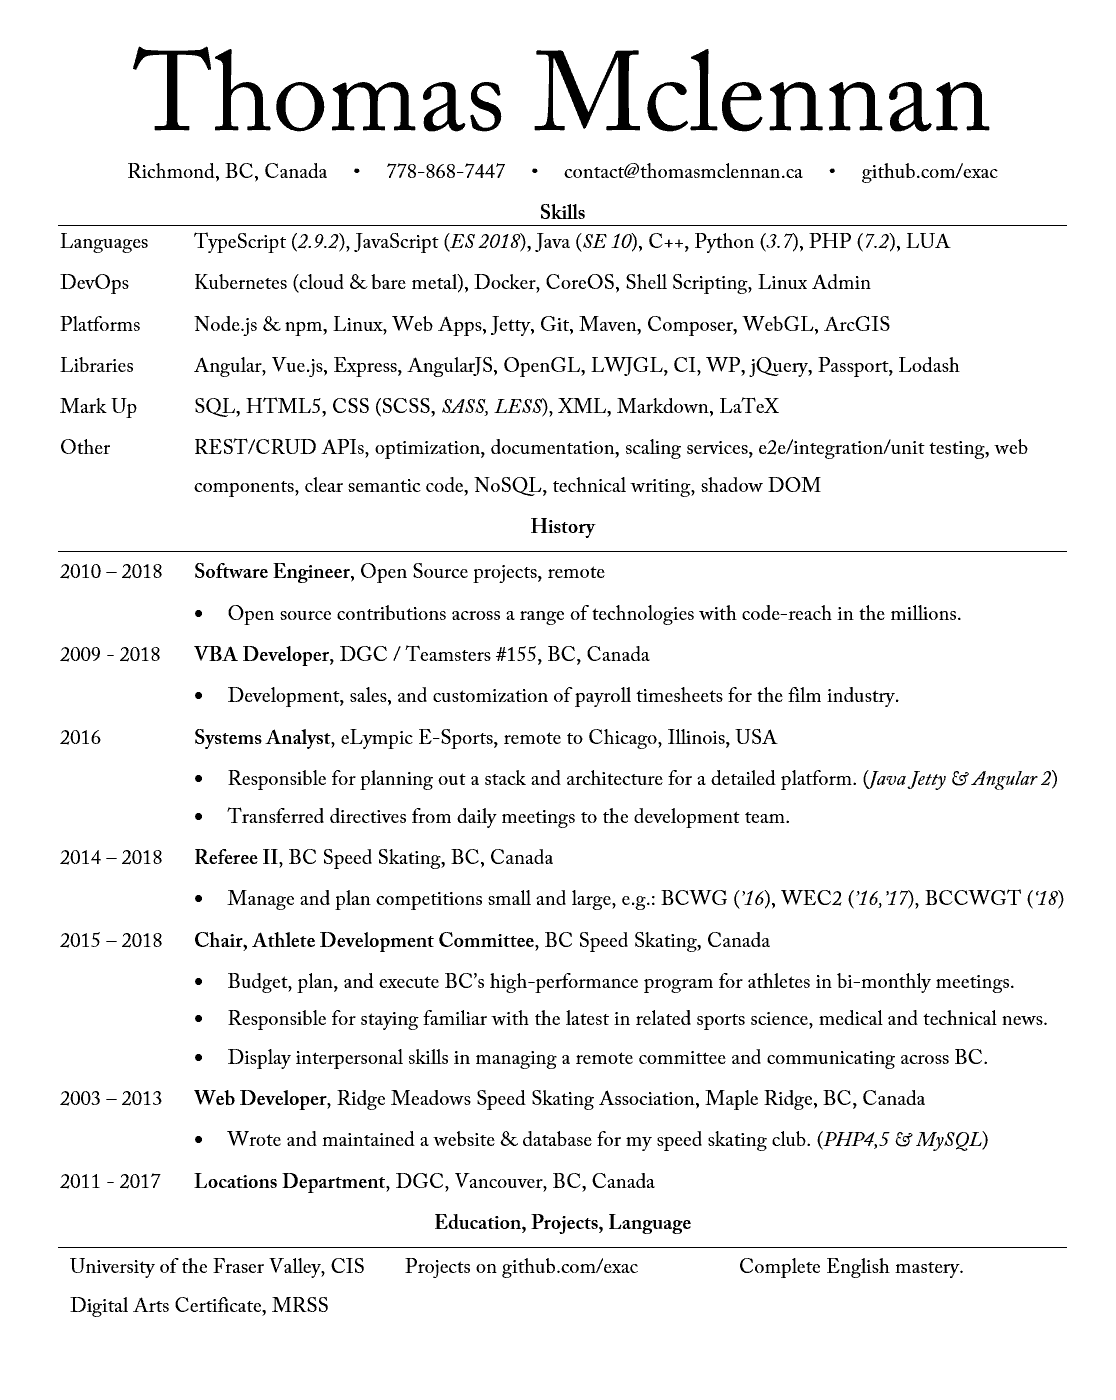 Thomas Mclennan
Richmond, BC, Canada • 778-868-7447 • contact@thomasmclennan.ca • github.com/exac
Skills
Languages TypeScript (2.9.2), JavaScript (ES 2018), Java (SE 10), C++, Python (3.7), PHP (7.2), LUA
DevOps Kubernetes (cloud & bare metal), Docker, CoreOS, Shell Scripting, Linux Admin
Platforms Node.js & npm, Linux, Web Apps, Jetty, Git, Maven, Composer, WebGL, ArcGIS
Libraries Angular, Vue.js, Express, AngularJS, OpenGL, LWJGL, CI, WP, jQuery, Passport, Lodash
Mark Up SQL, HTML5, CSS (SCSS, SASS, LESS), XML, Markdown, LaTeX
Other REST/CRUD APIs, optimization, documentation, scaling services, e2e/integration/unit testing, web
components, clear semantic code, NoSQL, technical writing, shadow DOM
History
2010 – 2018 Software Engineer, Open Source projects, remote
• Open source contributions across a range of technologies with code-reach in the millions.
2009 - 2018 VBA Developer, DGC / Teamsters #155, BC, Canada
• Development, sales, and customization of payroll timesheets for the film industry.
2016 Systems Analyst, eLympic E-Sports, remote to Chicago, Illinois, USA
• Responsible for planning out a stack and architecture for a detailed platform. (Java Jetty & Angular 2)
• Transferred directives from daily meetings to the development team.
2014 – 2018 Referee II, BC Speed Skating, BC, Canada
• Manage and plan competitions small and large, e.g.: BCWG (’16), WEC2 (’16,’17), BCCWGT (‘18)
2015 – 2018 Chair, Athlete Development Committee, BC Speed Skating, Canada
• Budget, plan, and execute BC’s high-performance program for athletes in bi-monthly meetings.
• Responsible for staying familiar with the latest in related sports science, medical and technical news.
• Display interpersonal skills in managing a remote committee and communicating across BC.
2003 – 2013 Web Developer, Ridge Meadows Speed Skating Association, Maple Ridge, BC, Canada
• Wrote and maintained a website & database for my speed skating club. (PHP4,5 & MySQL)
2011 - 2017 Locations Department, DGC, Vancouver, BC, Canada
Education, Projects, Language
University of the Fraser Valley, CIS Projects on github.com/exac Complete English mastery.
Digital Arts Certificate, MRSS